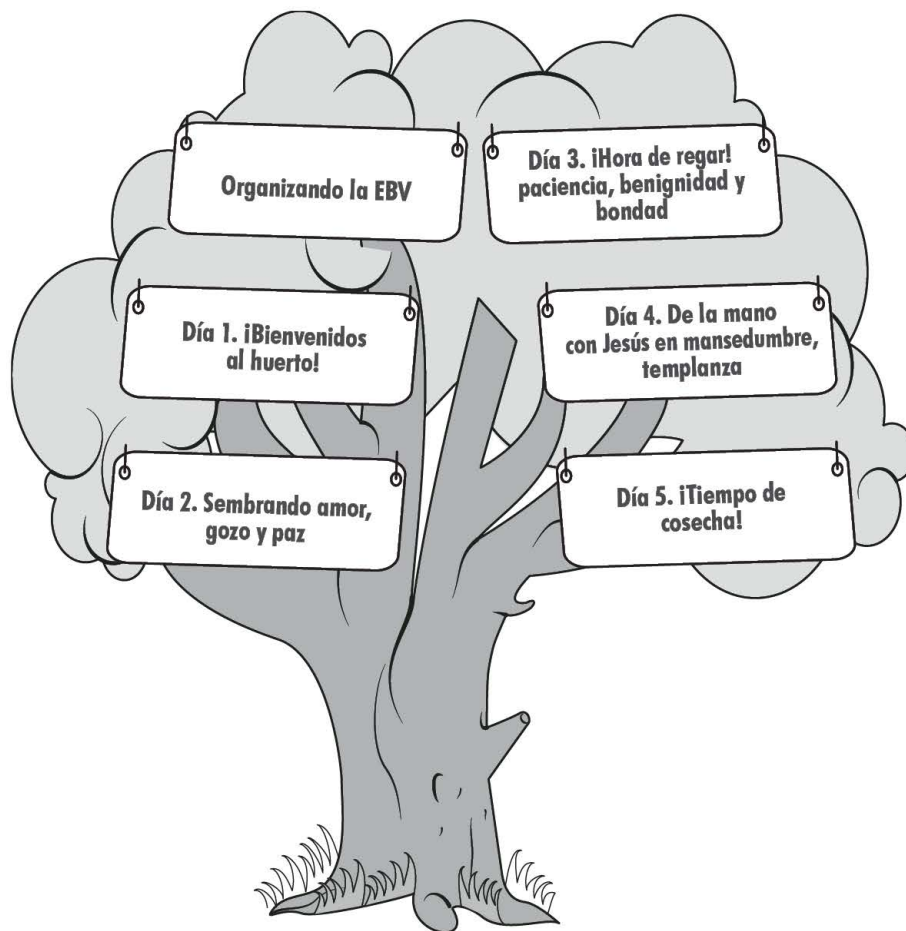 Organizando la EBV
Día 1. ¡Bienvenidos
al huerto!
Día 2. Sembrando amor,
gozo y paz
Día 3. ¡Hora de regar!
paciencia, benignidad y
bondad
Día 4. De la mano
con Jesús en mansedumbre,
templanza
Día 5. ¡Tiempo de
cosecha!